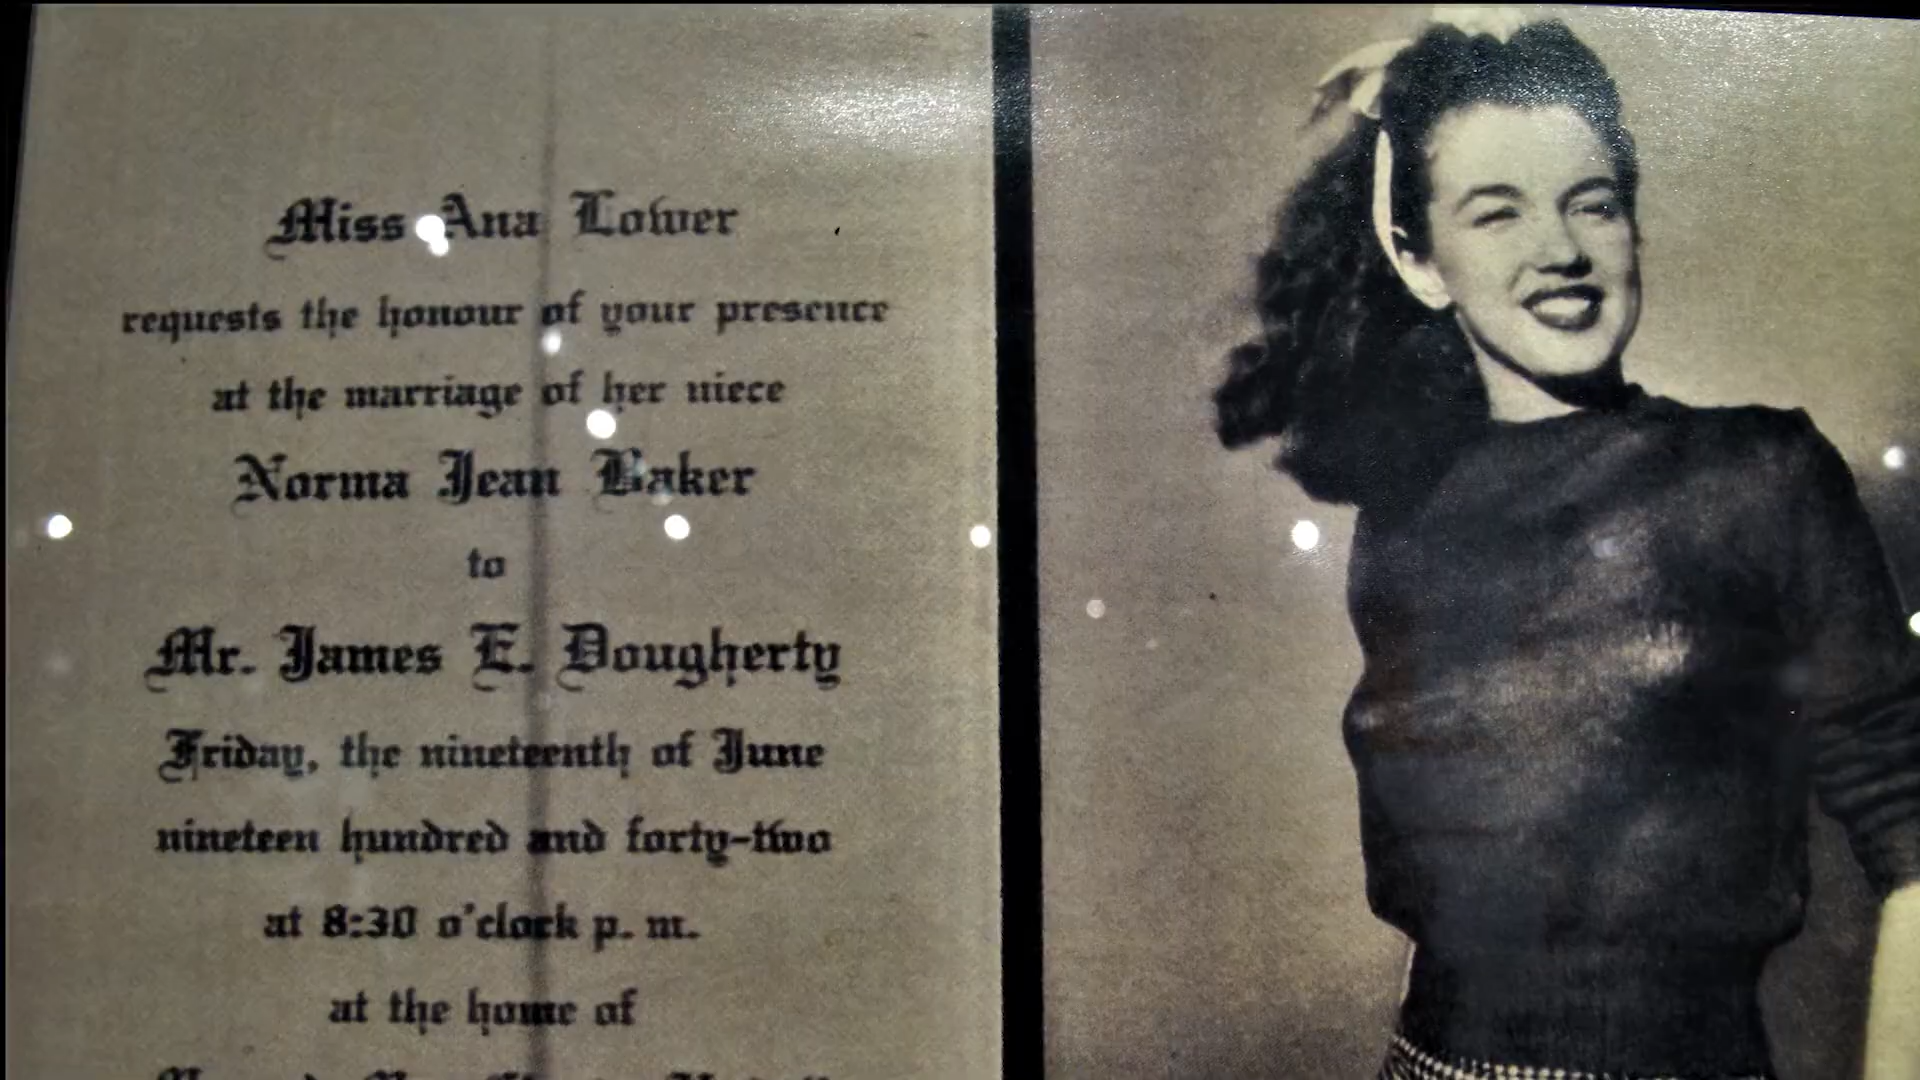 Miss Ana Lower
requests the honour of your presence
at the marriage of her niece
Norma Jean Baker
to
Mr. James E. Dougherty
Friday, the nineteenth of June
nineteen hundred and forty-two
at 8:30 o'clock p. m.
at the home of